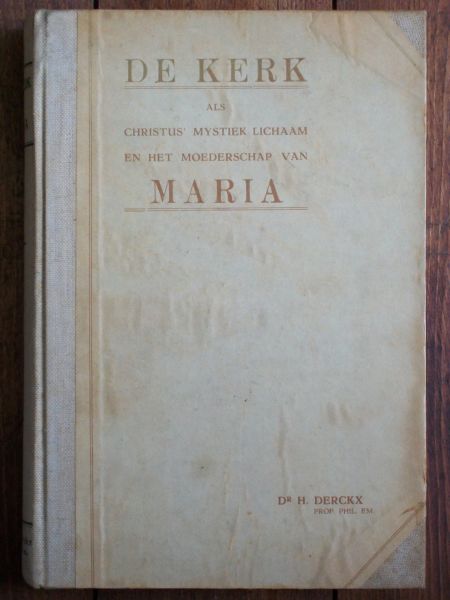 DE KERK
ALS
CHRISTUS' MYSTIEK LICHAAM
EN HET MOEDERSCHAP VAN
MARIA
Dr H. DERCKX
PROF. PHIL. EM.